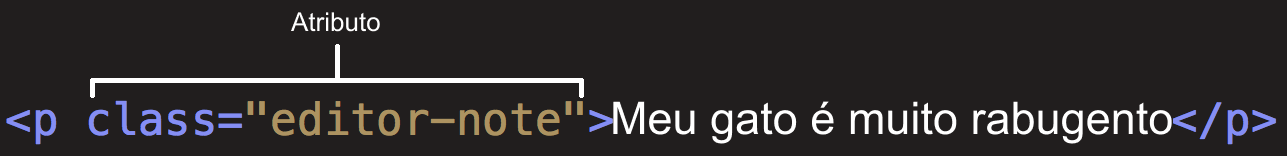 Atributo
<p class="editor-note">Meu gato é muito rabugento</p>